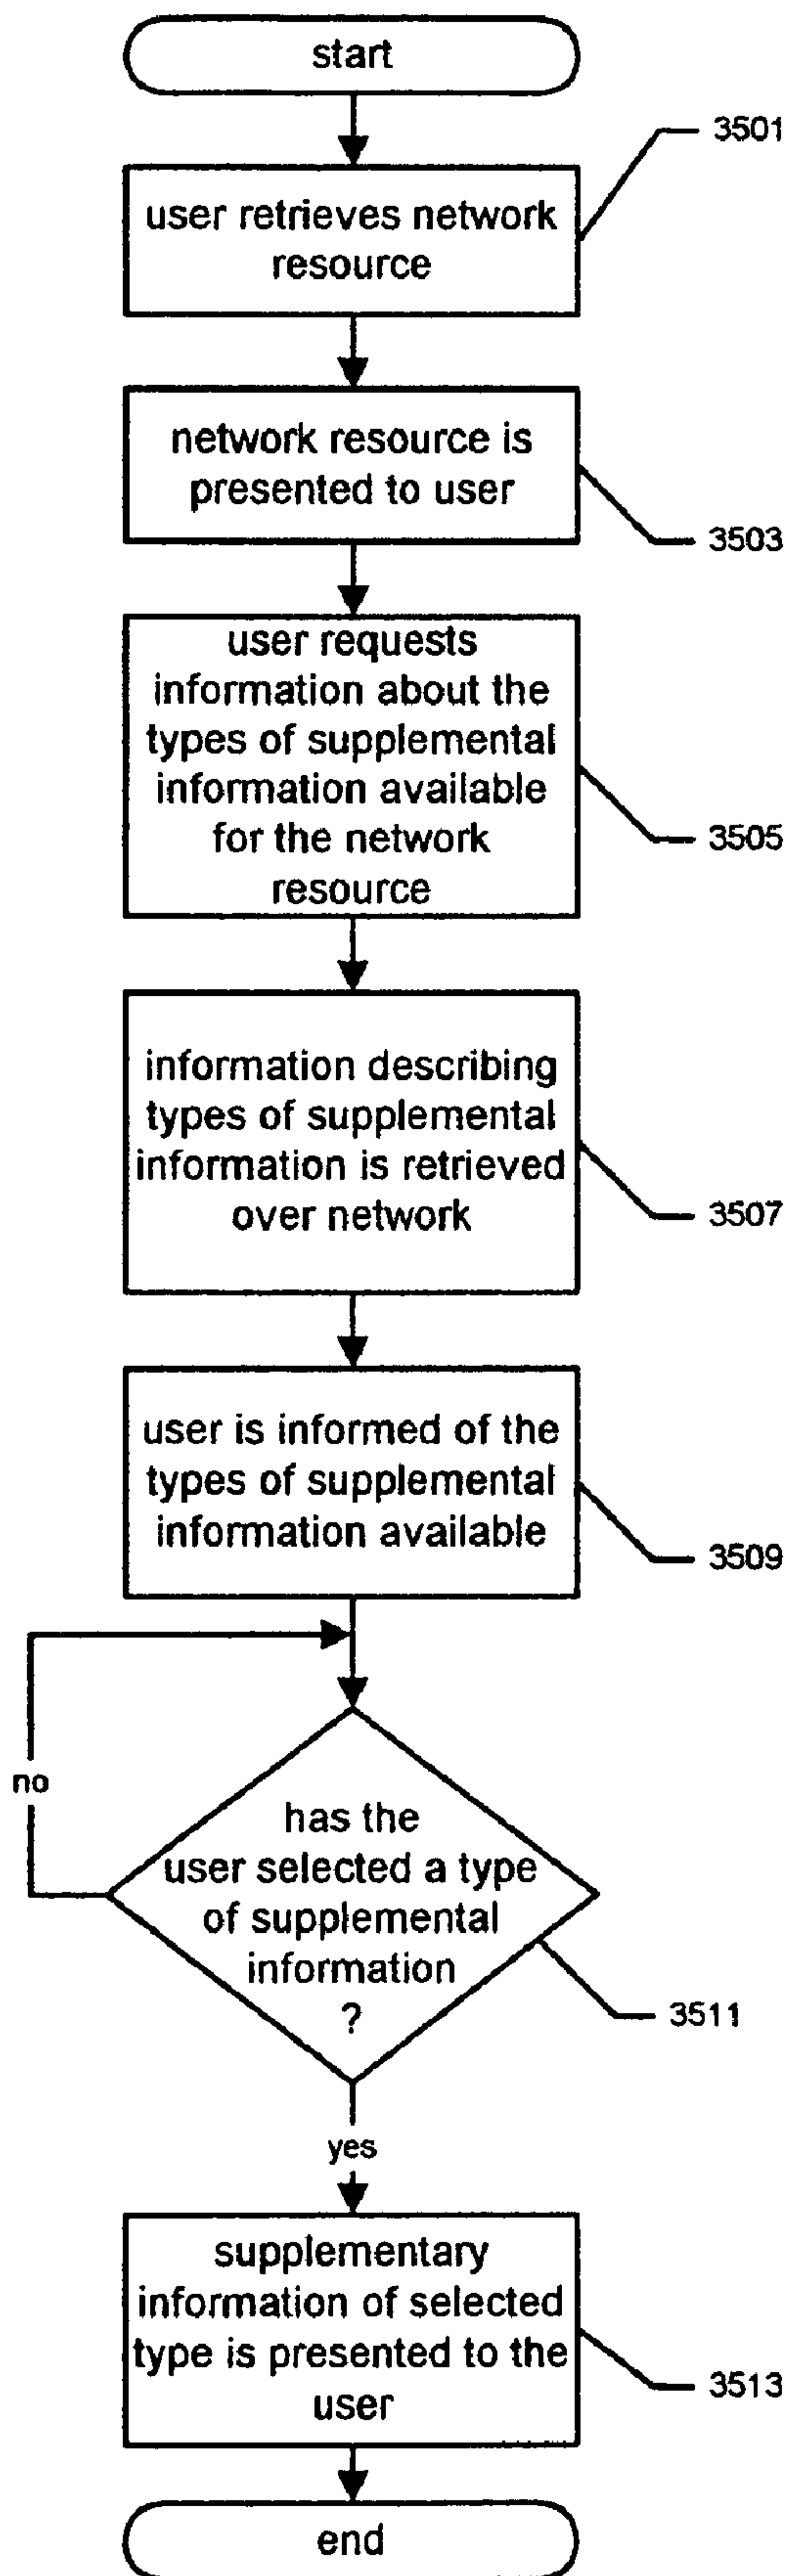 start
3501
user retrieves network
resource
network resource is
presented to user
3503
user requests
information about the
types of supplemental
information available
for the network
resource
3505
information describing
types of supplemental
information is retrieved
over network
3507
user is informed of the
types of supplemental
information available
3509
no
has the
user selected a type
of supplemental
information
?
3511
yes
supplementary
information of selected
type is presented to the
user
3513
end